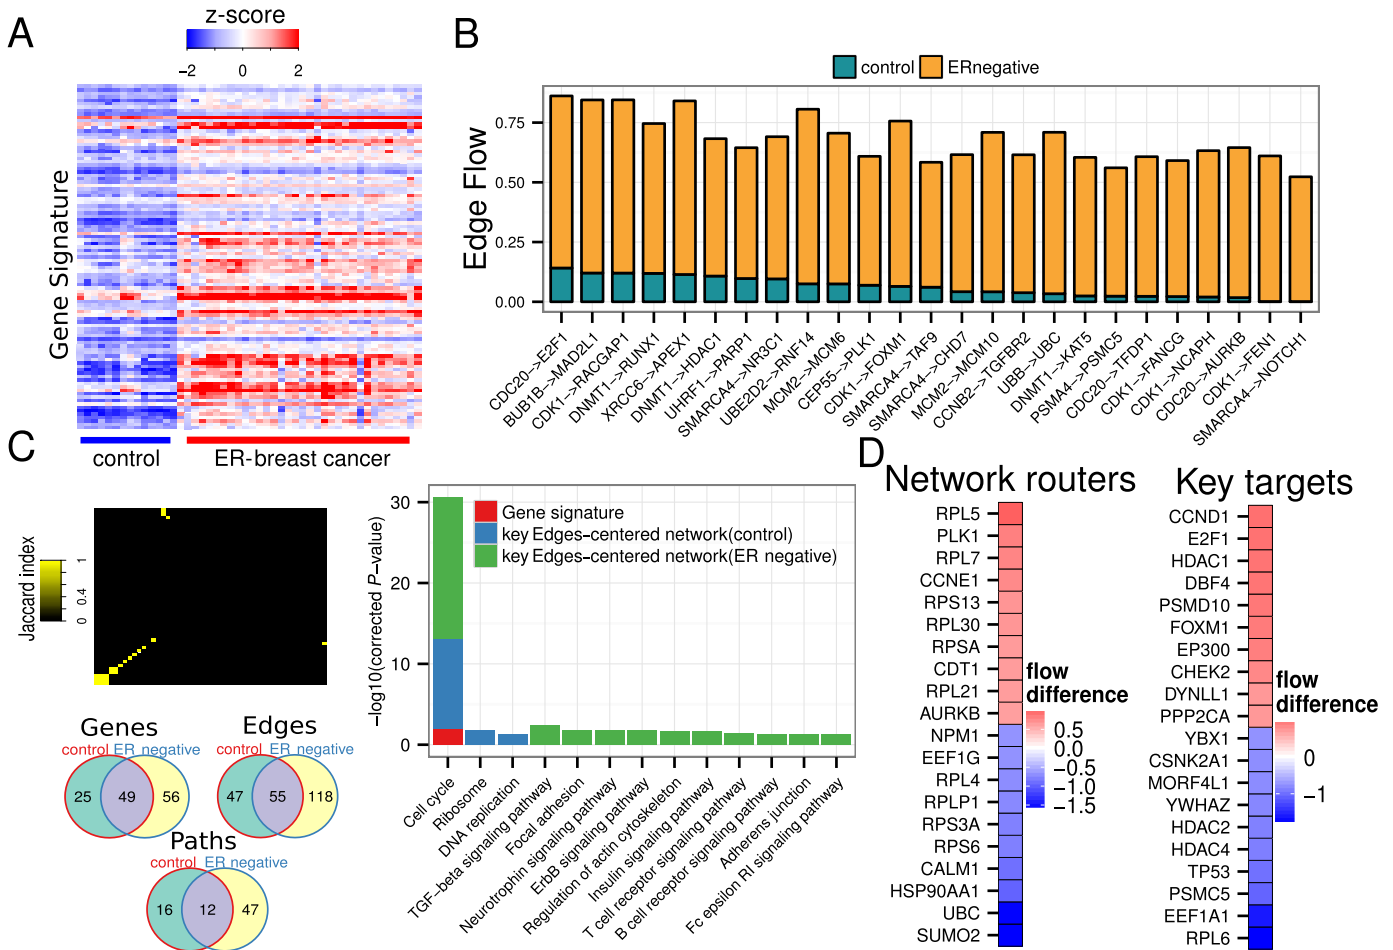 A
z-score
−2
0
2
Gene Signature
control
ER-breast cancer
B
control
ERnegative
Edge Flow
0.75
0.50
0.25
0.00
CDC20->E2F1
BUB1B->MAD2L1
CDK1->RACGAP1
DNMT1->RUNX1
XRCC6->APEX1
DNMT1->HDAC1
UHRF1->PARP1
SMARCA4->NR3C1
UBE2D2->RNF14
MCM2->MCM6
CEP55->PLK1
CDK1->FOXM1
SMARCA4->TAF9
SMARCA4->CHD7
MCM2->MCM10
CCNB2->TGFBR2
UBB->UBC
DNMT1->KAT5
PSMA4->PSMC5
CDC20->TFDP1
CDK1->FANCG
CDK1->NCAPH
CDC20->AURKB
CDK1->FEN1
SMARCA4->NOTCH1
C
Jaccard index
0 0.4 1
Genes
control ER negative
25 49 56
Edges
control ER negative
47 55 118
Paths
control ER negative
16 12 47
−log10(corrected P−value)
30
20
10
0
Gene signature
key Edges−centered network(control)
key Edges−centered network(ER negative)
Cell cycle
Ribosome
DNA replication
TGF−beta signaling pathway
Focal adhesion
Neurotrophin signaling pathway
ErbB signaling pathway
Regulation of actin cytoskeleton
Insulin signaling pathway
T cell receptor signaling pathway
B cell receptor signaling pathway
Adherens junction
Fc epsilon RI signaling pathway
D
Network routers
RPL5
PLK1
RPL7
CCNE1
RPS13
RPL30
RPSA
CDT1
RPL21
AURKB
NPM1
EEF1G
RPL4
RPLP1
RPS3A
RPS6
CALM1
HSP90AA1
UBC
SUMO2
flow
difference
0.5
0.0
−0.5
−1.0
−1.5
Key targets
CCND1
E2F1
HDAC1
DBF4
PSMD10
FOXM1
EP300
CHEK2
DYNLL1
PPP2CA
YBX1
CSNK2A1
MORF4L1
YWHAZ
HDAC2
HDAC4
TP53
PSMC5
EEF1A1
RPL6
flow
difference
0
−1